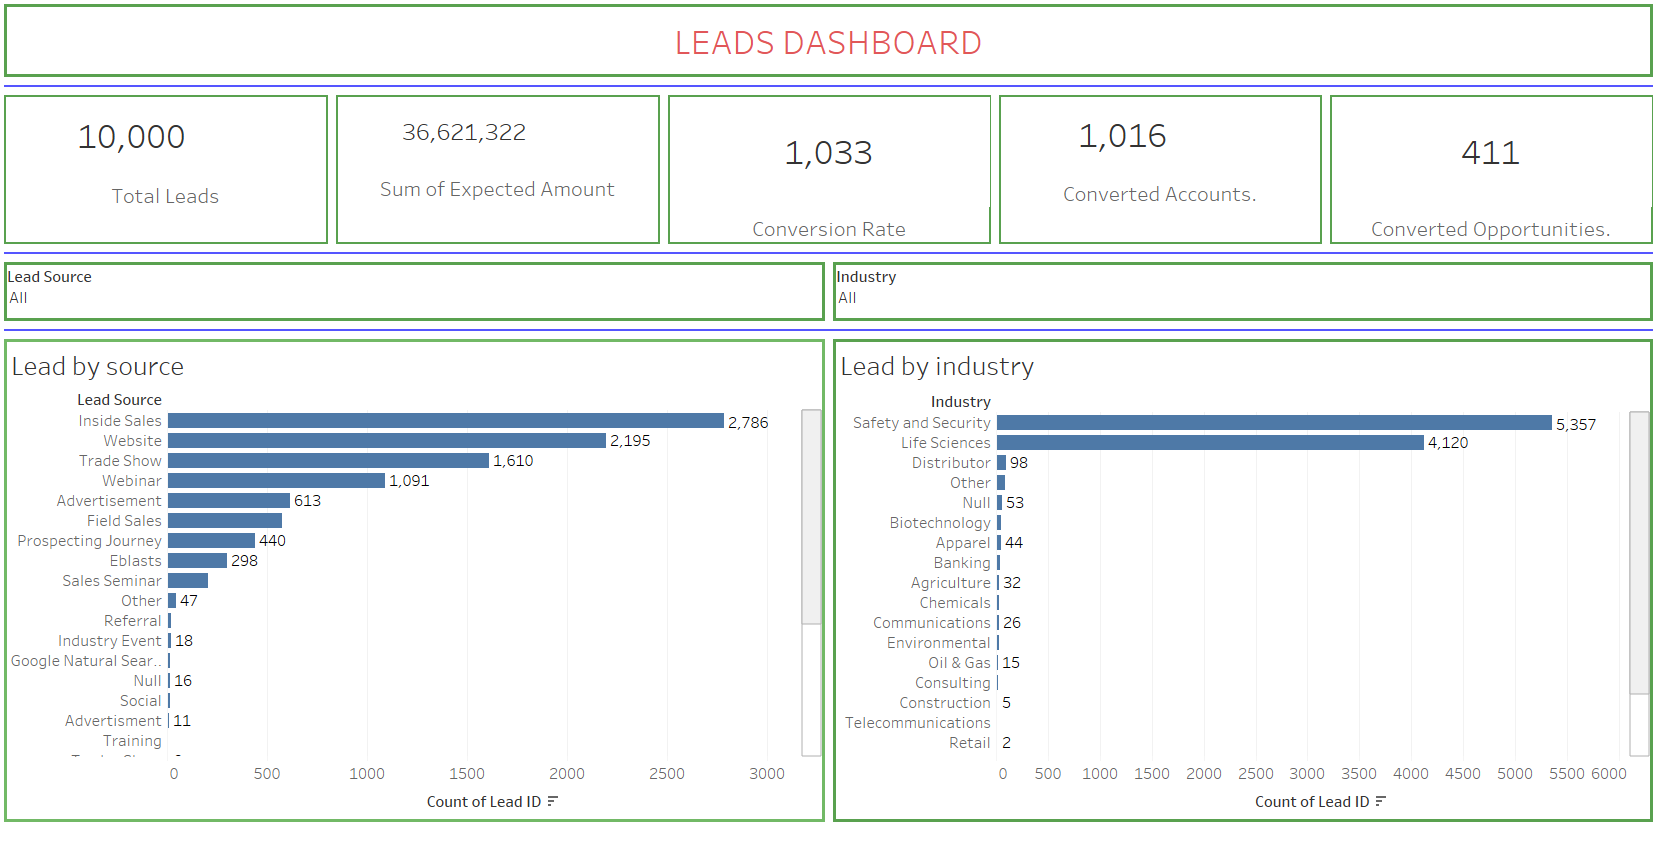 LEADS DASHBOARD
10,000
Total Leads
36,621,322
Sum of Expected Amount
1,033
Conversion Rate
1,016
Converted Accounts.
411
Converted Opportunities.
Lead Source
All
Industry
All
Lead by source
Lead Source
Inside Sales 2,786
Website 2,195
Trade Show 1,610
Webinar 1,091
Advertisement 613
Field Sales
Prospecting Journey 440
Eblasts 298
Sales Seminar
Other 47
Referral
Industry Event 18
Google Natural Sear..
Null 16
Social
Advertisment 11
Training
0 500 1000 1500 2000 2500 3000
Count of Lead ID
Lead by industry
Industry
Safety and Security 5,357
Life Sciences 4,120
Distributor 98
Other
Null 53
Biotechnology
Apparel 44
Banking
Agriculture 32
Chemicals
Communications 26
Environmental
Oil & Gas 15
Consulting
Construction 5
Telecommunications
Retail 2
0 500 1000 1500 2000 2500 3000 3500 4000 4500 5000 5500 6000
Count of Lead ID